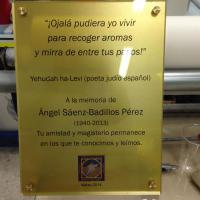 "¡Ojalá pudiera yo vivir
para recoger aromas
y mirra de entre tus pasos!"
Yehudah ha-Levi (poeta judío español)
A la memoria de
Ángel Sáenz-Badillos Pérez
(1940-2013)
Tu amistad y magisterio permanece
en los que te conocimos y leímos.